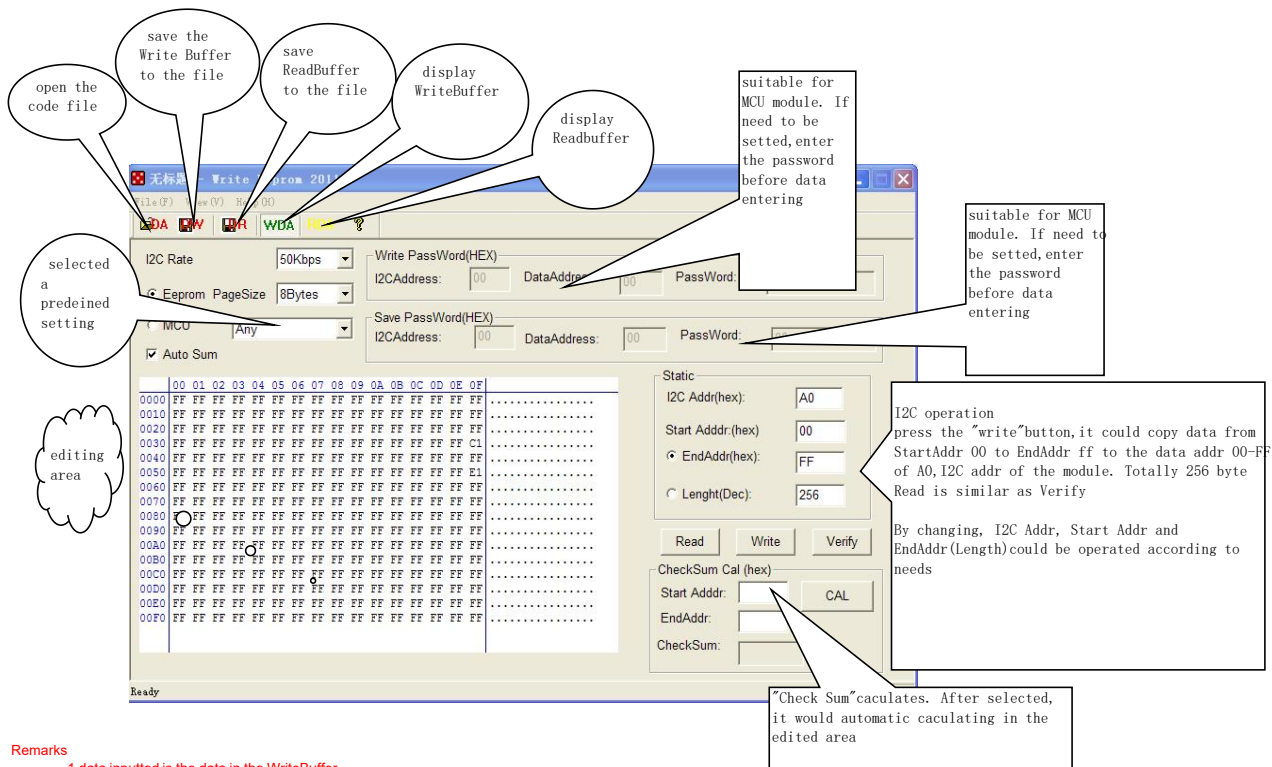 save the
Write Buffer
to the file
save
ReadBuffer
to the file
open the
code file
display
WriteBuffer
display
Readbuffer
suitable for
MCU module. If
need to be
setted,enter
the password
before data
entering
suitable for MCU
module. If need to
be setted,enter
the password
before data
entering
selected
a
predeined
setting
无标题 - Write Eeprom 201
File(F) View(V) Help(H)
DA W R WDA RDA ?
I2C Rate 50Kbps
Eeprom PageSize 8Bytes
MCU Any
Auto Sum
Write PassWord(HEX)
I2CAddress: 00 DataAddress: 00 PassWord:
Save PassWord(HEX)
I2CAddress: 00 DataAddress: 00 PassWord: 00
editing
area
00 01 02 03 04 05 06 07 08 09 0A 0B 0C 0D 0E 0F
0000 FF FF FF FF FF FF FF FF FF FF FF FF FF FF FF FF ................
0010 FF FF FF FF FF FF FF FF FF FF FF FF FF FF FF FF ................
0020 FF FF FF FF FF FF FF FF FF FF FF FF FF FF FF FF ................
0030 FF FF FF FF FF FF FF FF FF FF FF FF FF FF FF C1 ................
0040 FF FF FF FF FF FF FF FF FF FF FF FF FF FF FF FF ................
0050 FF FF FF FF FF FF FF FF FF FF FF FF FF FF FF E1 ................
0060 FF FF FF FF FF FF FF FF FF FF FF FF FF FF FF FF ................
0070 FF FF FF FF FF FF FF FF FF FF FF FF FF FF FF FF ................
0080 FF FF FF FF FF FF FF FF FF FF FF FF FF FF FF FF ................
0090 FF FF FF FF FF FF FF FF FF FF FF FF FF FF FF FF ................
00A0 FF FF FF FF FF FF FF FF FF FF FF FF FF FF FF FF ................
00B0 FF FF FF FF FF FF FF FF FF FF FF FF FF FF FF FF ................
00C0 FF FF FF FF FF FF FF FF FF FF FF FF FF FF FF FF ................
00D0 FF FF FF FF FF FF FF FF FF FF FF FF FF FF FF FF ................
00E0 FF FF FF FF FF FF FF FF FF FF FF FF FF FF FF FF ................
00F0 FF FF FF FF FF FF FF FF FF FF FF FF FF FF FF FF ................
Static
I2C Addr(hex): A0
Start Adddr:(hex) 00
EndAddr(hex): FF
Lenght(Dec): 256
Read Write Verify
CheckSum Cal (hex)
Start Adddr: CAL
EndAddr:
CheckSum:
I2C operation
press the "write"button,it could copy data from
StartAddr 00 to EndAddr ff to the data addr 00-FF
of A0,I2C addr of the module. Totally 256 byte
Read is similar as Verify
By changing, I2C Addr, Start Addr and
EndAddr(Length)could be operated according to
needs
Ready
"Check Sum"caculates. After selected,
it would automatic caculating in the
edited area
Remarks
1.data inputted is the data in the WriteBuffer